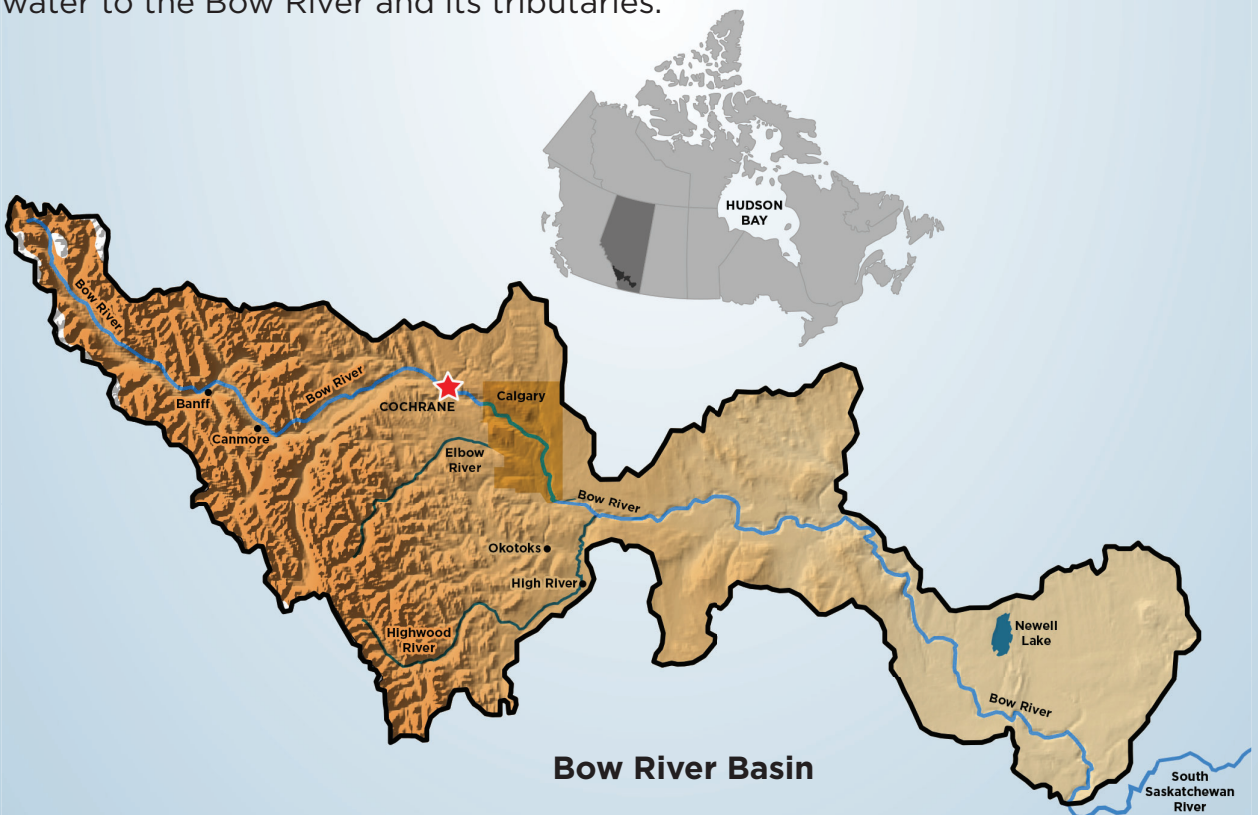 water to the Bow River and its tributaries.
HUDSON
BAY
Bow River
Banff
Canmore
Bow River
COCHRANE
Calgary
Elbow
River
Bow River
Okotoks
High River
Highwood
River
Newell
Lake
Bow River
Bow River Basin
South
Saskatchewan
River